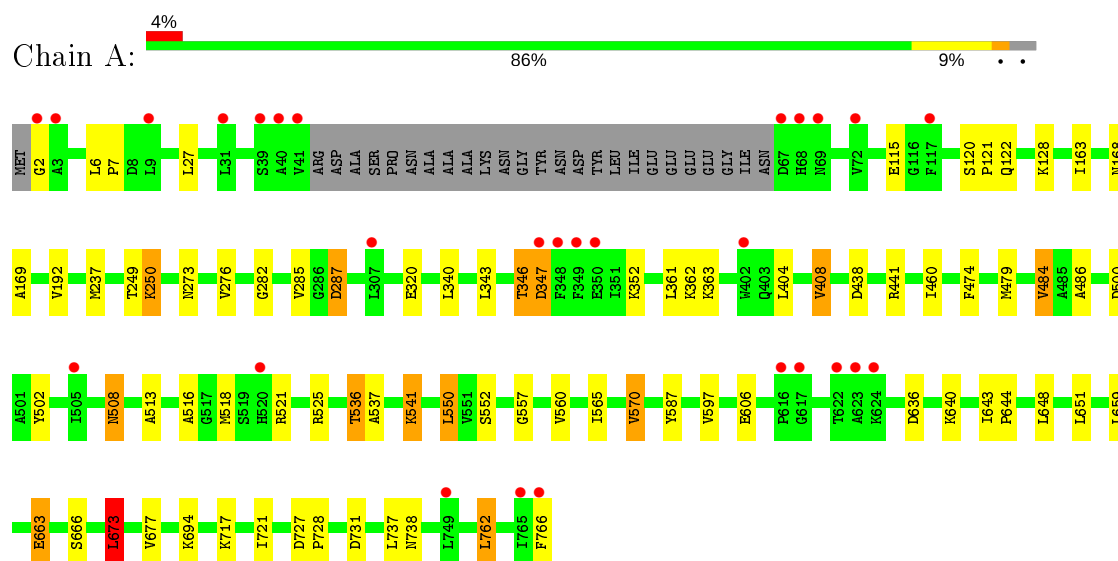 4%
Chain A:
86% 9% • •
MET G2 A3 L6 P7 D8 L9 L27 L31 S39 A40 V41 ARG ASP ALA SER PRO ASN ALA ALA ALA LYS ASN GLY TYR ASN ASP TYR LEU ILE GLU GLU GLU GLU GLY ILE ASN D67 H68 N69 V72 E115 G116 F117 S120 P121 Q122 K128 I163 N168
A169 V192 M237 T249 K250 N273 V276 G282 V285 G286 D287 L307 E320 L340 L343 T346 D347 F348 F349 E350 I351 K352 L361 K362 K363 W402 Q403 L404 V408 D438 R441 I460 F474 M479 V484 A485 A486 D500
A501 Y502 I505 N508 A513 A516 G517 M518 S519 H520 R521 R525 T536 A537 K541 L550 V551 S552 G557 V560 I565 V570 Y587 V597 E606 P616 G617 T622 A623 K624 D636 K640 I643 P644 L648 L651 L659
E663 S666 L673 V677 K694 K717 I721 D727 P728 D731 L737 N738 L749 L762 I765 F766